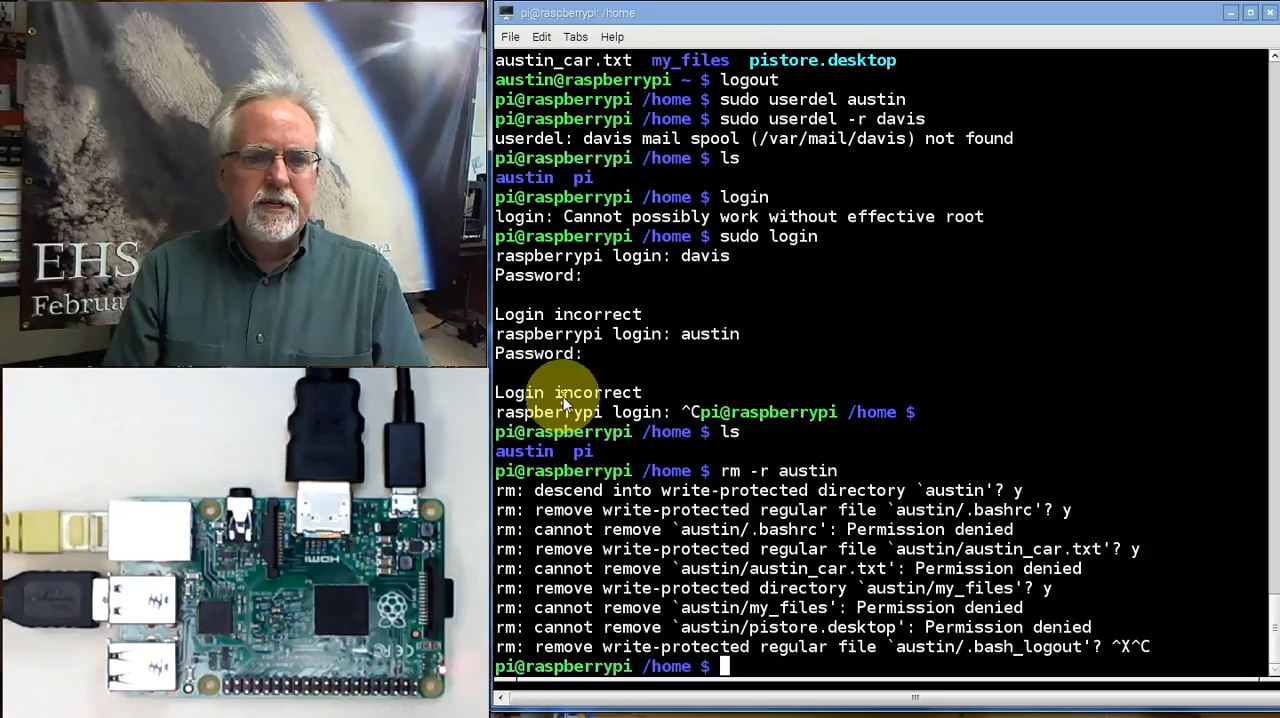 pi@raspberrypi: /home
File Edit Tabs Help
austin_car.txt my_files pistore.desktop
austin@raspberrypi ~ $ logout
pi@raspberrypi /home $ sudo userdel austin
pi@raspberrypi /home $ sudo userdel -r davis
userdel: davis mail spool (/var/mail/davis) not found
pi@raspberrypi /home $ ls
austin pi
pi@raspberrypi /home $ login
login: Cannot possibly work without effective root
pi@raspberrypi /home $ sudo login
raspberrypi login: davis
Password:
Login incorrect
raspberrypi login: austin
Password:
Login incorrect
raspberrypi login: ^Cpi@raspberrypi /home $
pi@raspberrypi /home $ ls
austin pi
pi@raspberrypi /home $ rm -r austin
rm: descend into write-protected directory `austin'? y
rm: remove write-protected regular file `austin/.bashrc'? y
rm: cannot remove `austin/.bashrc': Permission denied
rm: remove write-protected regular file `austin/austin_car.txt'? y
rm: cannot remove `austin/austin_car.txt': Permission denied
rm: remove write-protected directory `austin/my_files'? y
rm: cannot remove `austin/my_files': Permission denied
rm: cannot remove `austin/pistore.desktop': Permission denied
rm: remove write-protected regular file `austin/.bash_logout'? ^X^C
pi@raspberrypi /home $
EHS
Februa
HDMI